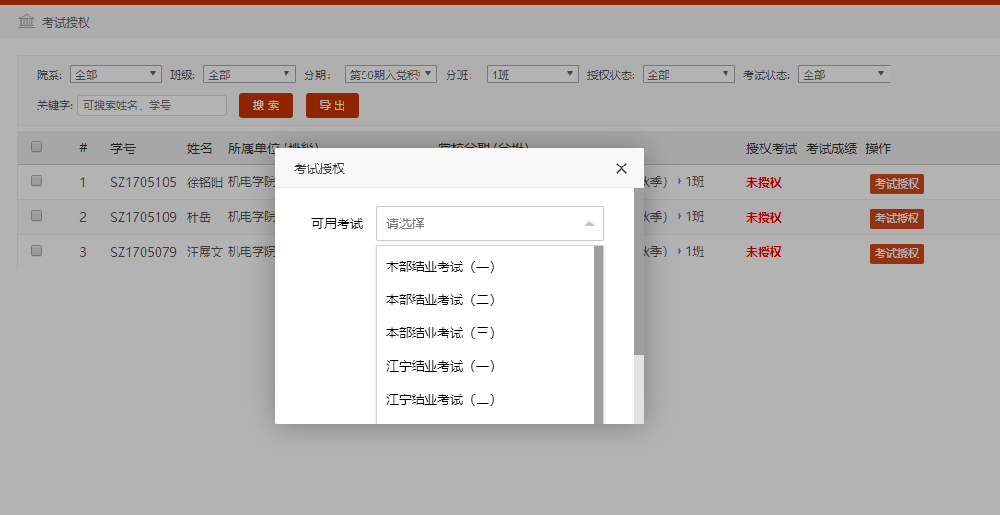 考试授权
院系: 全部 班级: 全部 分期: 第56期入党积 分班: 1班 授权状态: 全部 考试状态: 全部
关键字: 可搜索姓名、学号 搜 索 导 出
# 学号 姓名 所属单位 (班级) 学校分期 (分班) 授权考试 考试成绩 操作
1 SZ1705105 徐铭阳 机电学院 秋季） 1班 未授权 考试授权
2 SZ1705109 杜岳 机电学院 秋季） 1班 未授权 考试授权
3 SZ1705079 汪展文 机电学院 秋季） 1班 未授权 考试授权
考试授权
可用考试 请选择
本部结业考试（一）
本部结业考试（二）
本部结业考试（三）
江宁结业考试（一）
江宁结业考试（二）